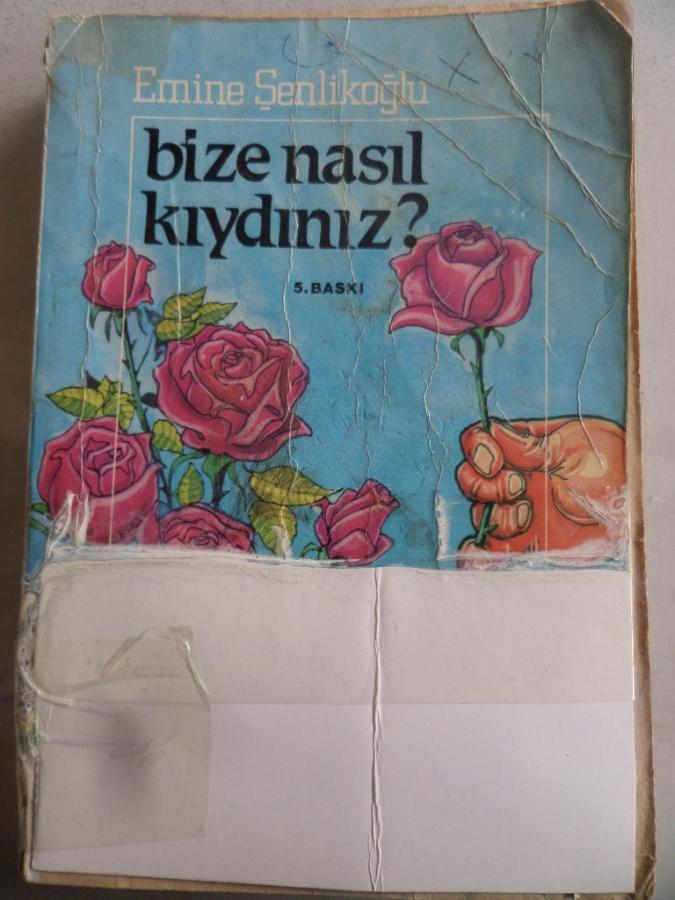 Emine Şenlikoğlu
bize nasıl
kıydınız?
5. BASKI